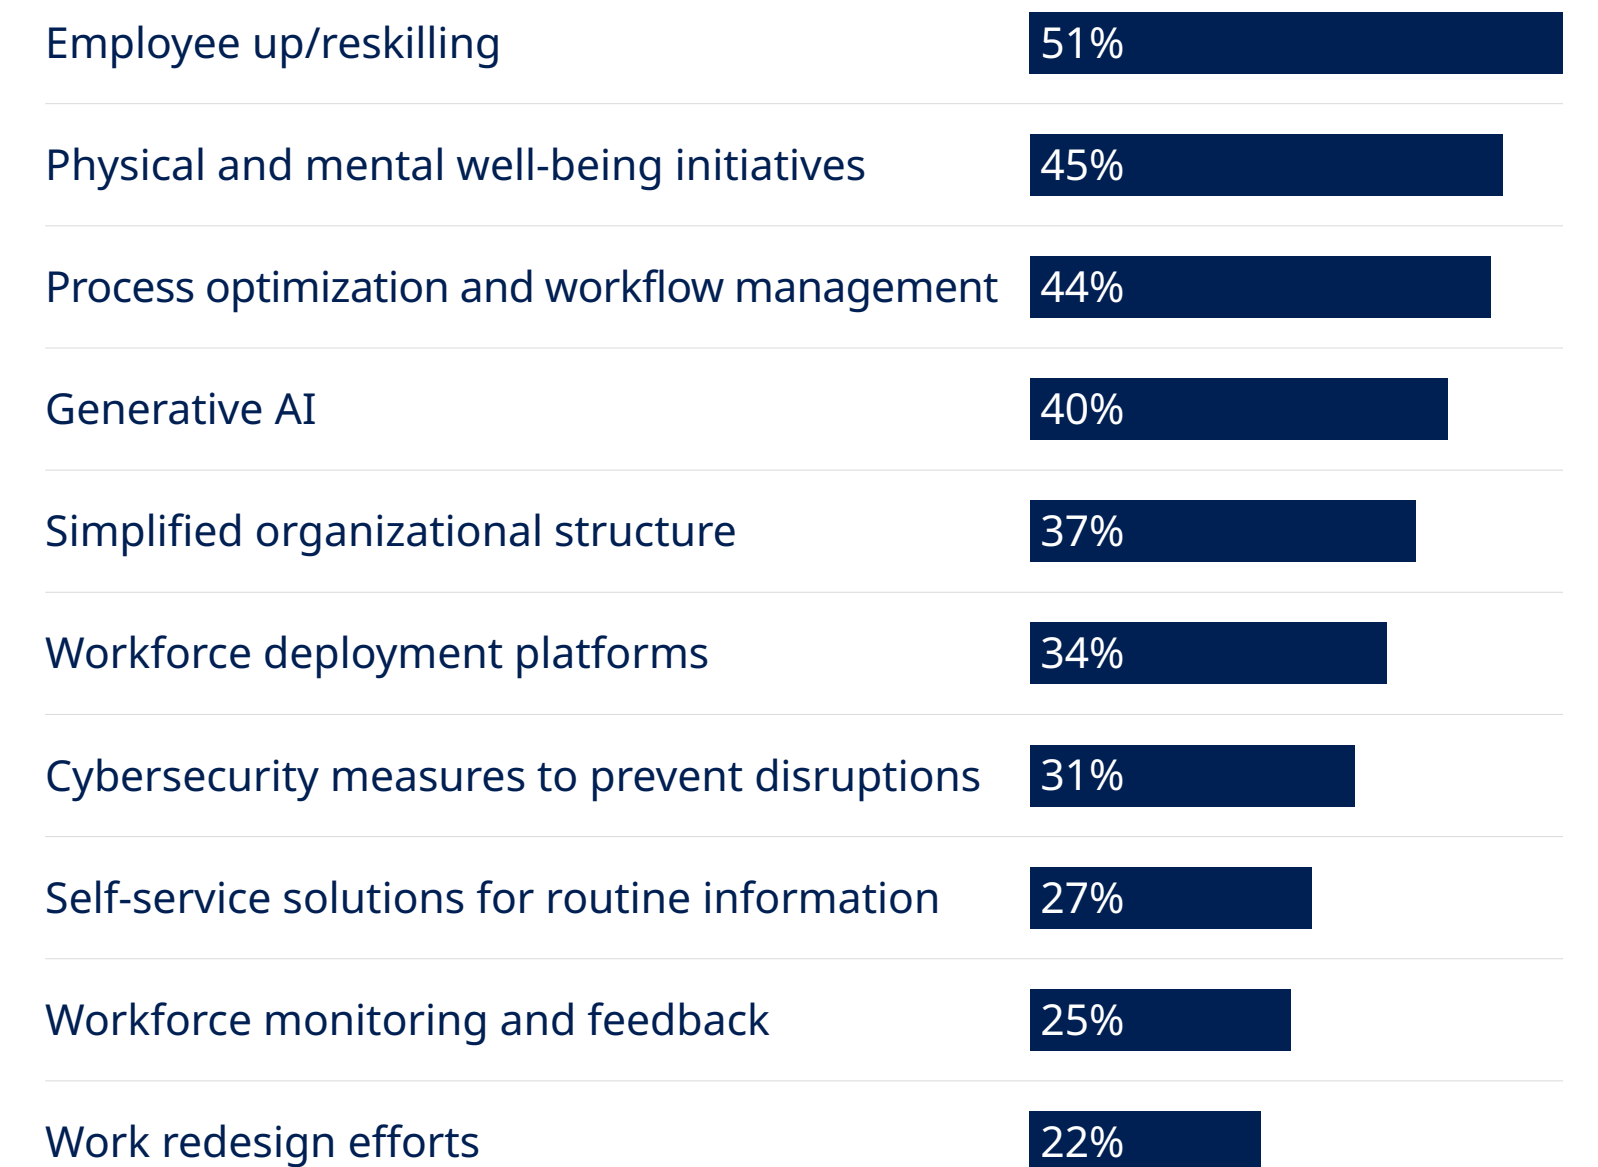 Employee up/reskilling 51%
Physical and mental well-being initiatives 45%
Process optimization and workflow management 44%
Generative AI 40%
Simplified organizational structure 37%
Workforce deployment platforms 34%
Cybersecurity measures to prevent disruptions 31%
Self-service solutions for routine information 27%
Workforce monitoring and feedback 25%
Work redesign efforts 22%